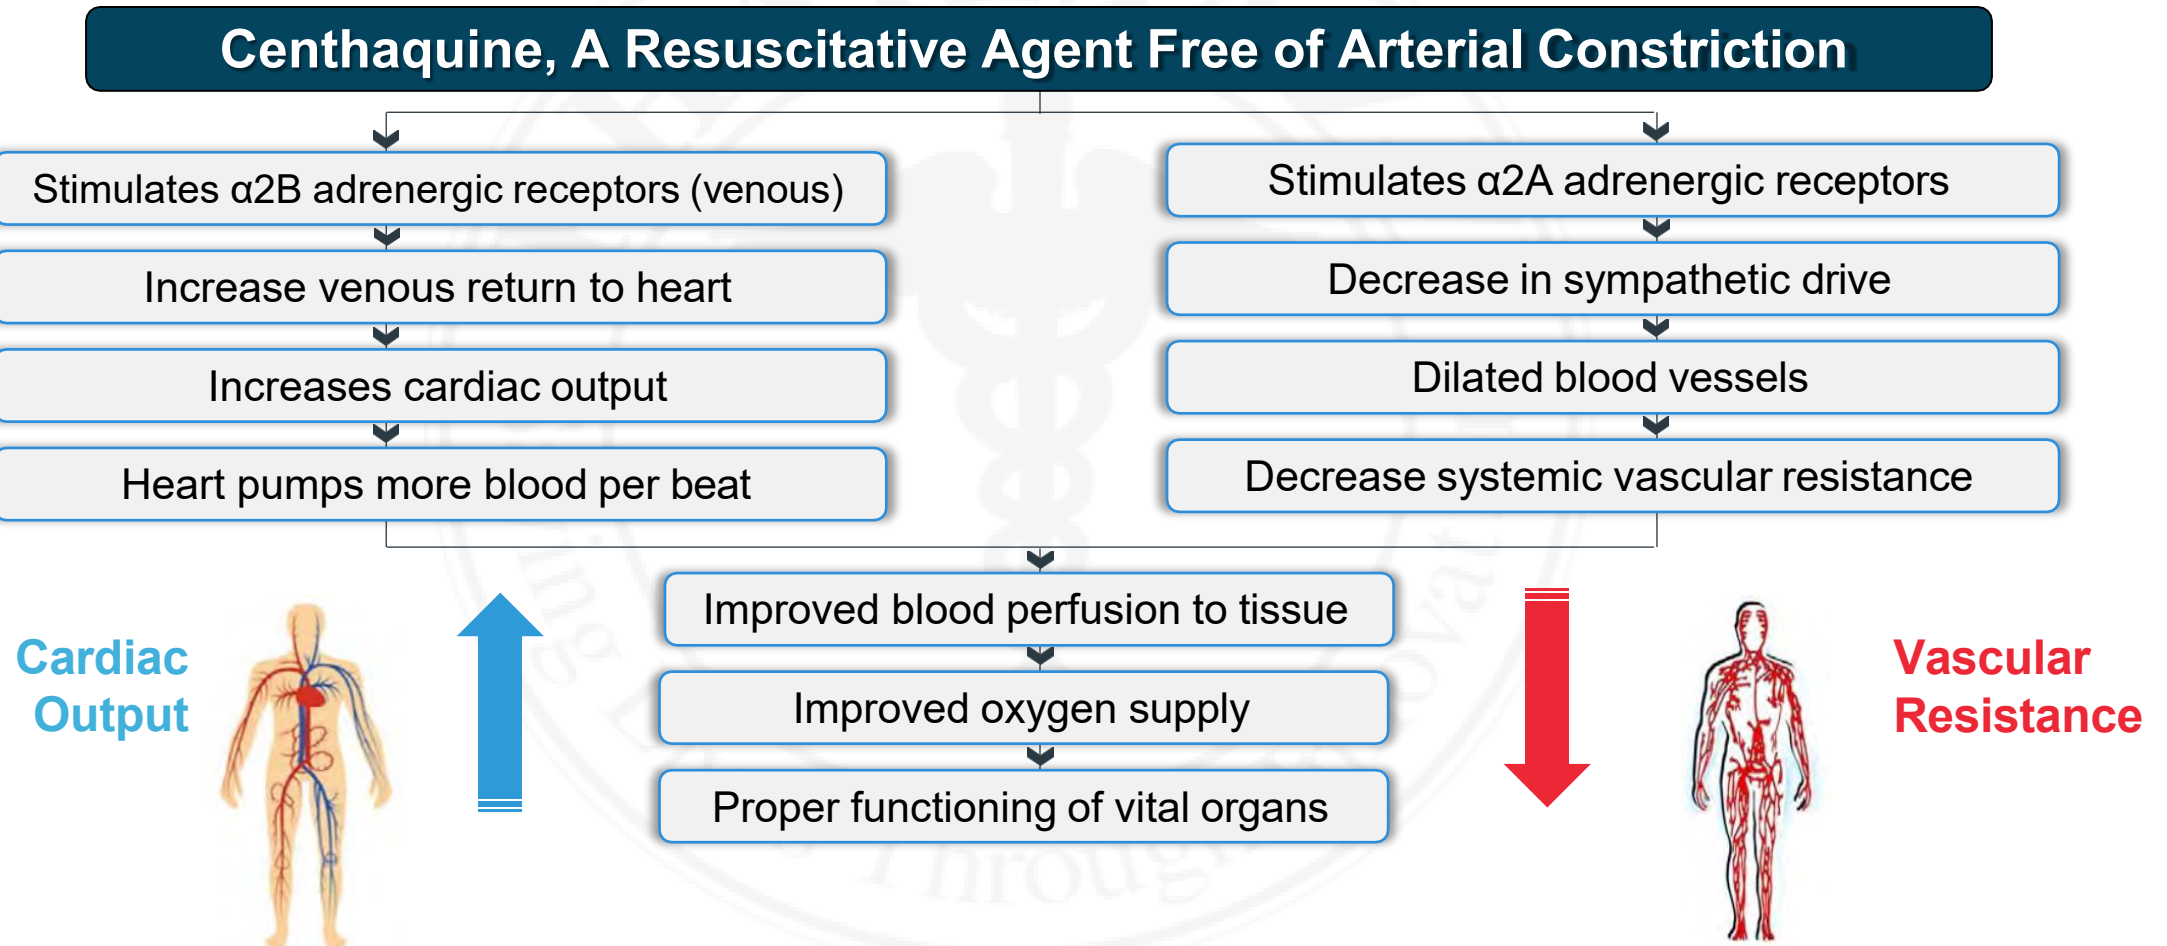 Centhaquine, A Resuscitative Agent Free of Arterial Constriction
Stimulates α2B adrenergic receptors (venous)
Increase venous return to heart
Increases cardiac output
Heart pumps more blood per beat
Stimulates α2A adrenergic receptors
Decrease in sympathetic drive
Dilated blood vessels
Decrease systemic vascular resistance
Improved blood perfusion to tissue
Improved oxygen supply
Proper functioning of vital organs
Cardiac
Output
Vascular
Resistance
Through